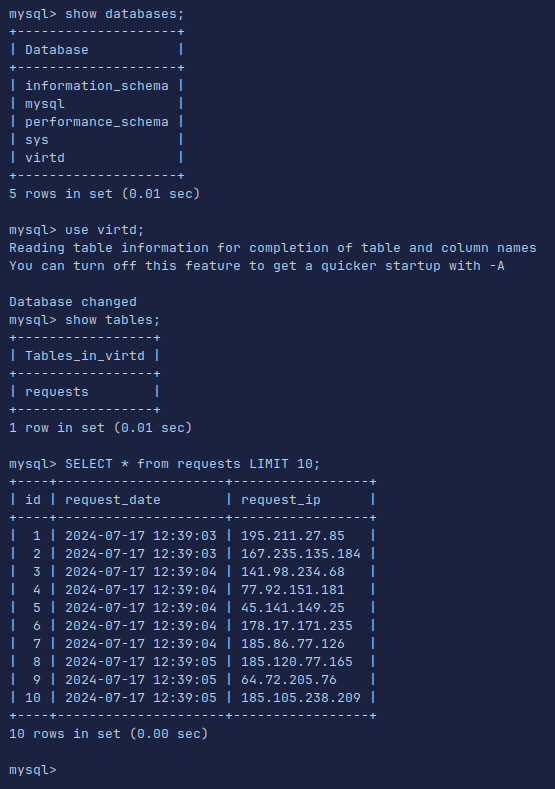 mysql> show databases;
+--------------------+
| Database           |
+--------------------+
| information_schema |
| mysql              |
| performance_schema |
| sys                |
| virtd              |
+--------------------+
5 rows in set (0.01 sec)

mysql> use virtd;
Reading table information for completion of table and column names
You can turn off this feature to get a quicker startup with -A

Database changed
mysql> show tables;
+-----------------+
| Tables_in_virtd |
+-----------------+
| requests        |
+-----------------+
1 row in set (0.01 sec)

mysql> SELECT * from requests LIMIT 10;
+----+---------------------+-----------------+
| id | request_date        | request_ip      |
+----+---------------------+-----------------+
|  1 | 2024-07-17 12:39:03 | 195.211.27.85   |
|  2 | 2024-07-17 12:39:03 | 167.235.135.184 |
|  3 | 2024-07-17 12:39:04 | 141.98.234.68   |
|  4 | 2024-07-17 12:39:04 | 77.92.151.181   |
|  5 | 2024-07-17 12:39:04 | 45.141.149.25   |
|  6 | 2024-07-17 12:39:04 | 178.17.171.235  |
|  7 | 2024-07-17 12:39:04 | 185.86.77.126   |
|  8 | 2024-07-17 12:39:05 | 185.120.77.165  |
|  9 | 2024-07-17 12:39:05 | 64.72.205.76    |
| 10 | 2024-07-17 12:39:05 | 185.105.238.209 |
+----+---------------------+-----------------+
10 rows in set (0.00 sec)

mysql>